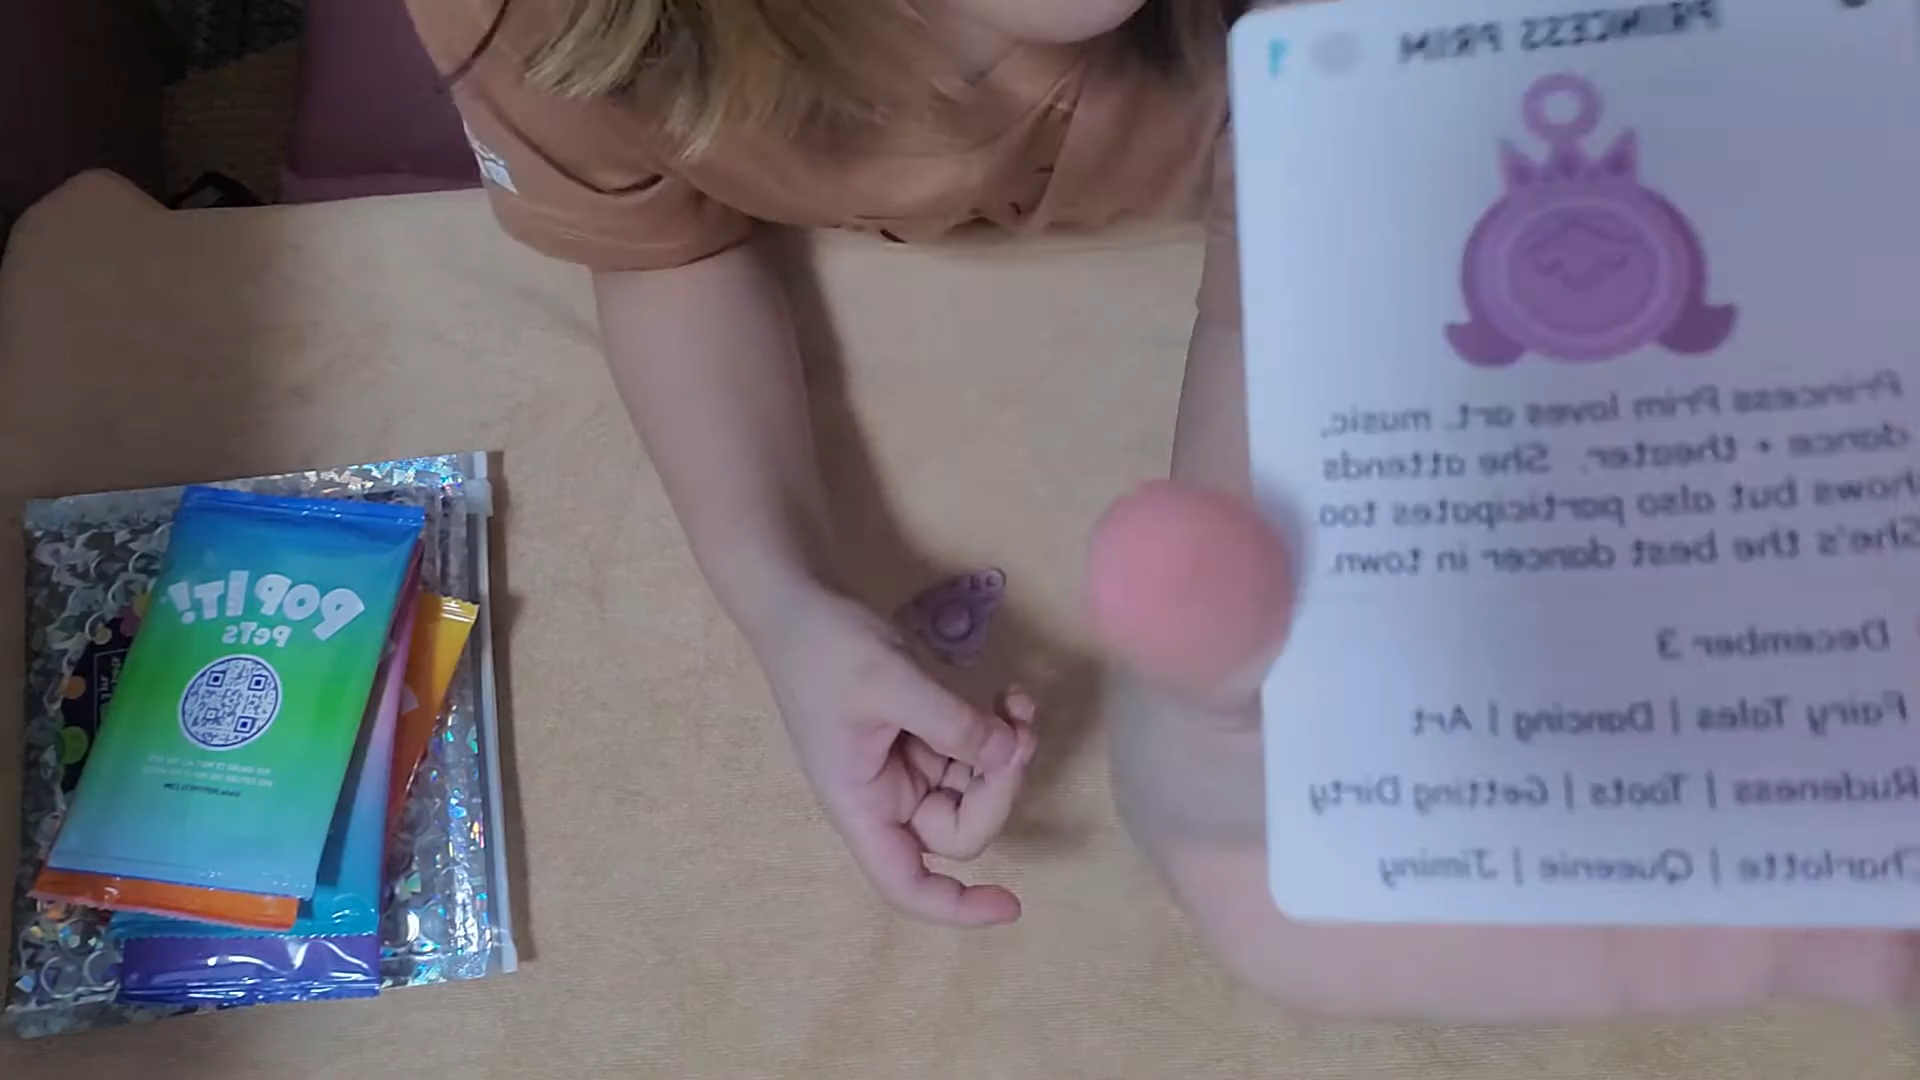 PRINCESS PRIM
Princess Prim loves art, music,
dance + theater. She attends
shows but also participates too
She's the best dancer in town.
December 3
Fairy Tales | Dancing | Art
Rudeness | Toots | Getting Dirty
Charlotte | Queenie | Jiminy
POP IT!
PETS